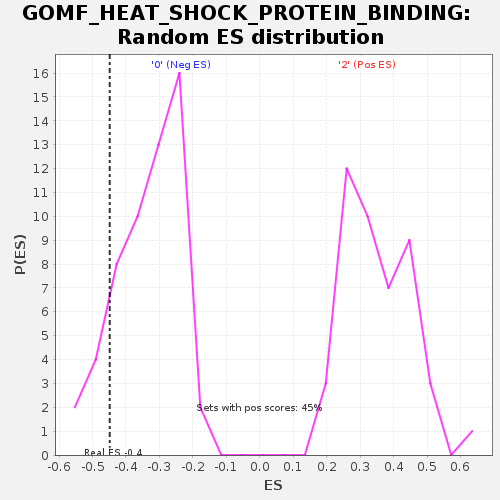 GOMF_HEAT_SHOCK_PROTEIN_BINDING:
Random ES distribution
'0' (Neg ES)
'2' (Pos ES)
16
15
14
13
12
11
10
9
8
7
6
5
4
3
2
1
0
P(ES)
Sets with pos scores: 45%
Real ES -0.4
-0.6 -0.5 -0.4 -0.3 -0.2 -0.1 0.0 0.1 0.2 0.3 0.4 0.5 0.6
ES